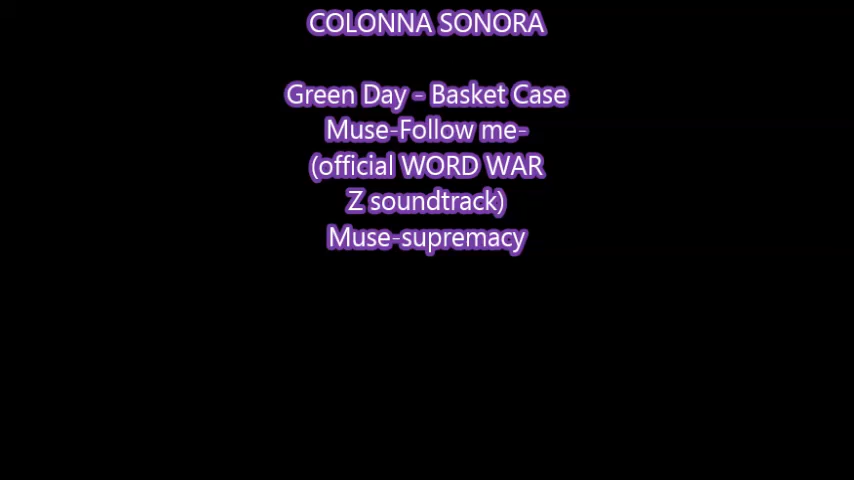 COLONNA SONORA
Green Day - Basket Case
Muse-Follow me-
(official WORD WAR
Z soundtrack)
Muse-supremacy